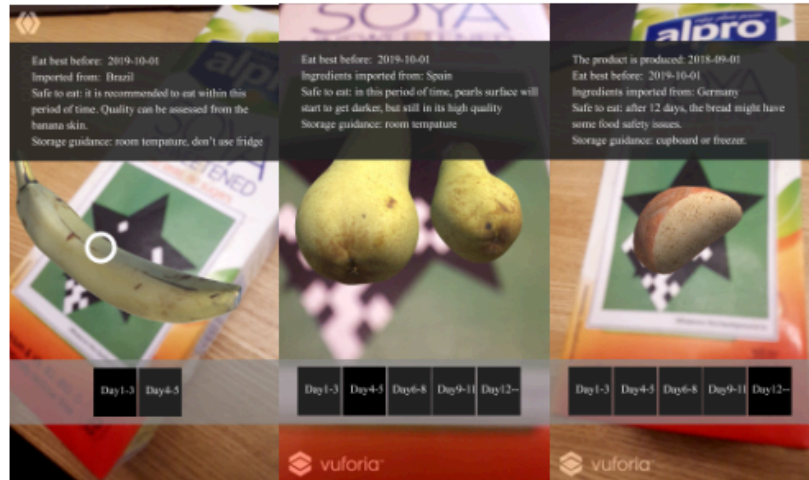 Eat best before: 2019-10-01
Imported from: Brazil
Safe to eat: it is recommended to eat within this
period of time. Quality can be assessed from the
banana skin.
Storage guidance: room tempature, don't use fridge
alpro
SOYA
ETENED
Day1-3
Day4-5
SOYA
Eat best before: 2019-10-01
Ingredients imported from: Spain
Safe to eat: in this period of time, pearls surface will
start to get darker, but still in its high quality
Storage guidance: room tempature
Day1-3
Day4-5
Day6-8
Day9-11
Day12--
vuforia
alpro
The product is produced: 2018-09-01
Eat best before: 2019-10-01
Ingredients imported from: Germany
Safe to eat: after 12 days, the bread might have
some food safety issues.
Storage guidance: cupboard or freezer.
Day1-3
Day4-5
Day6-8
Day9-11
Day12--
vuforia